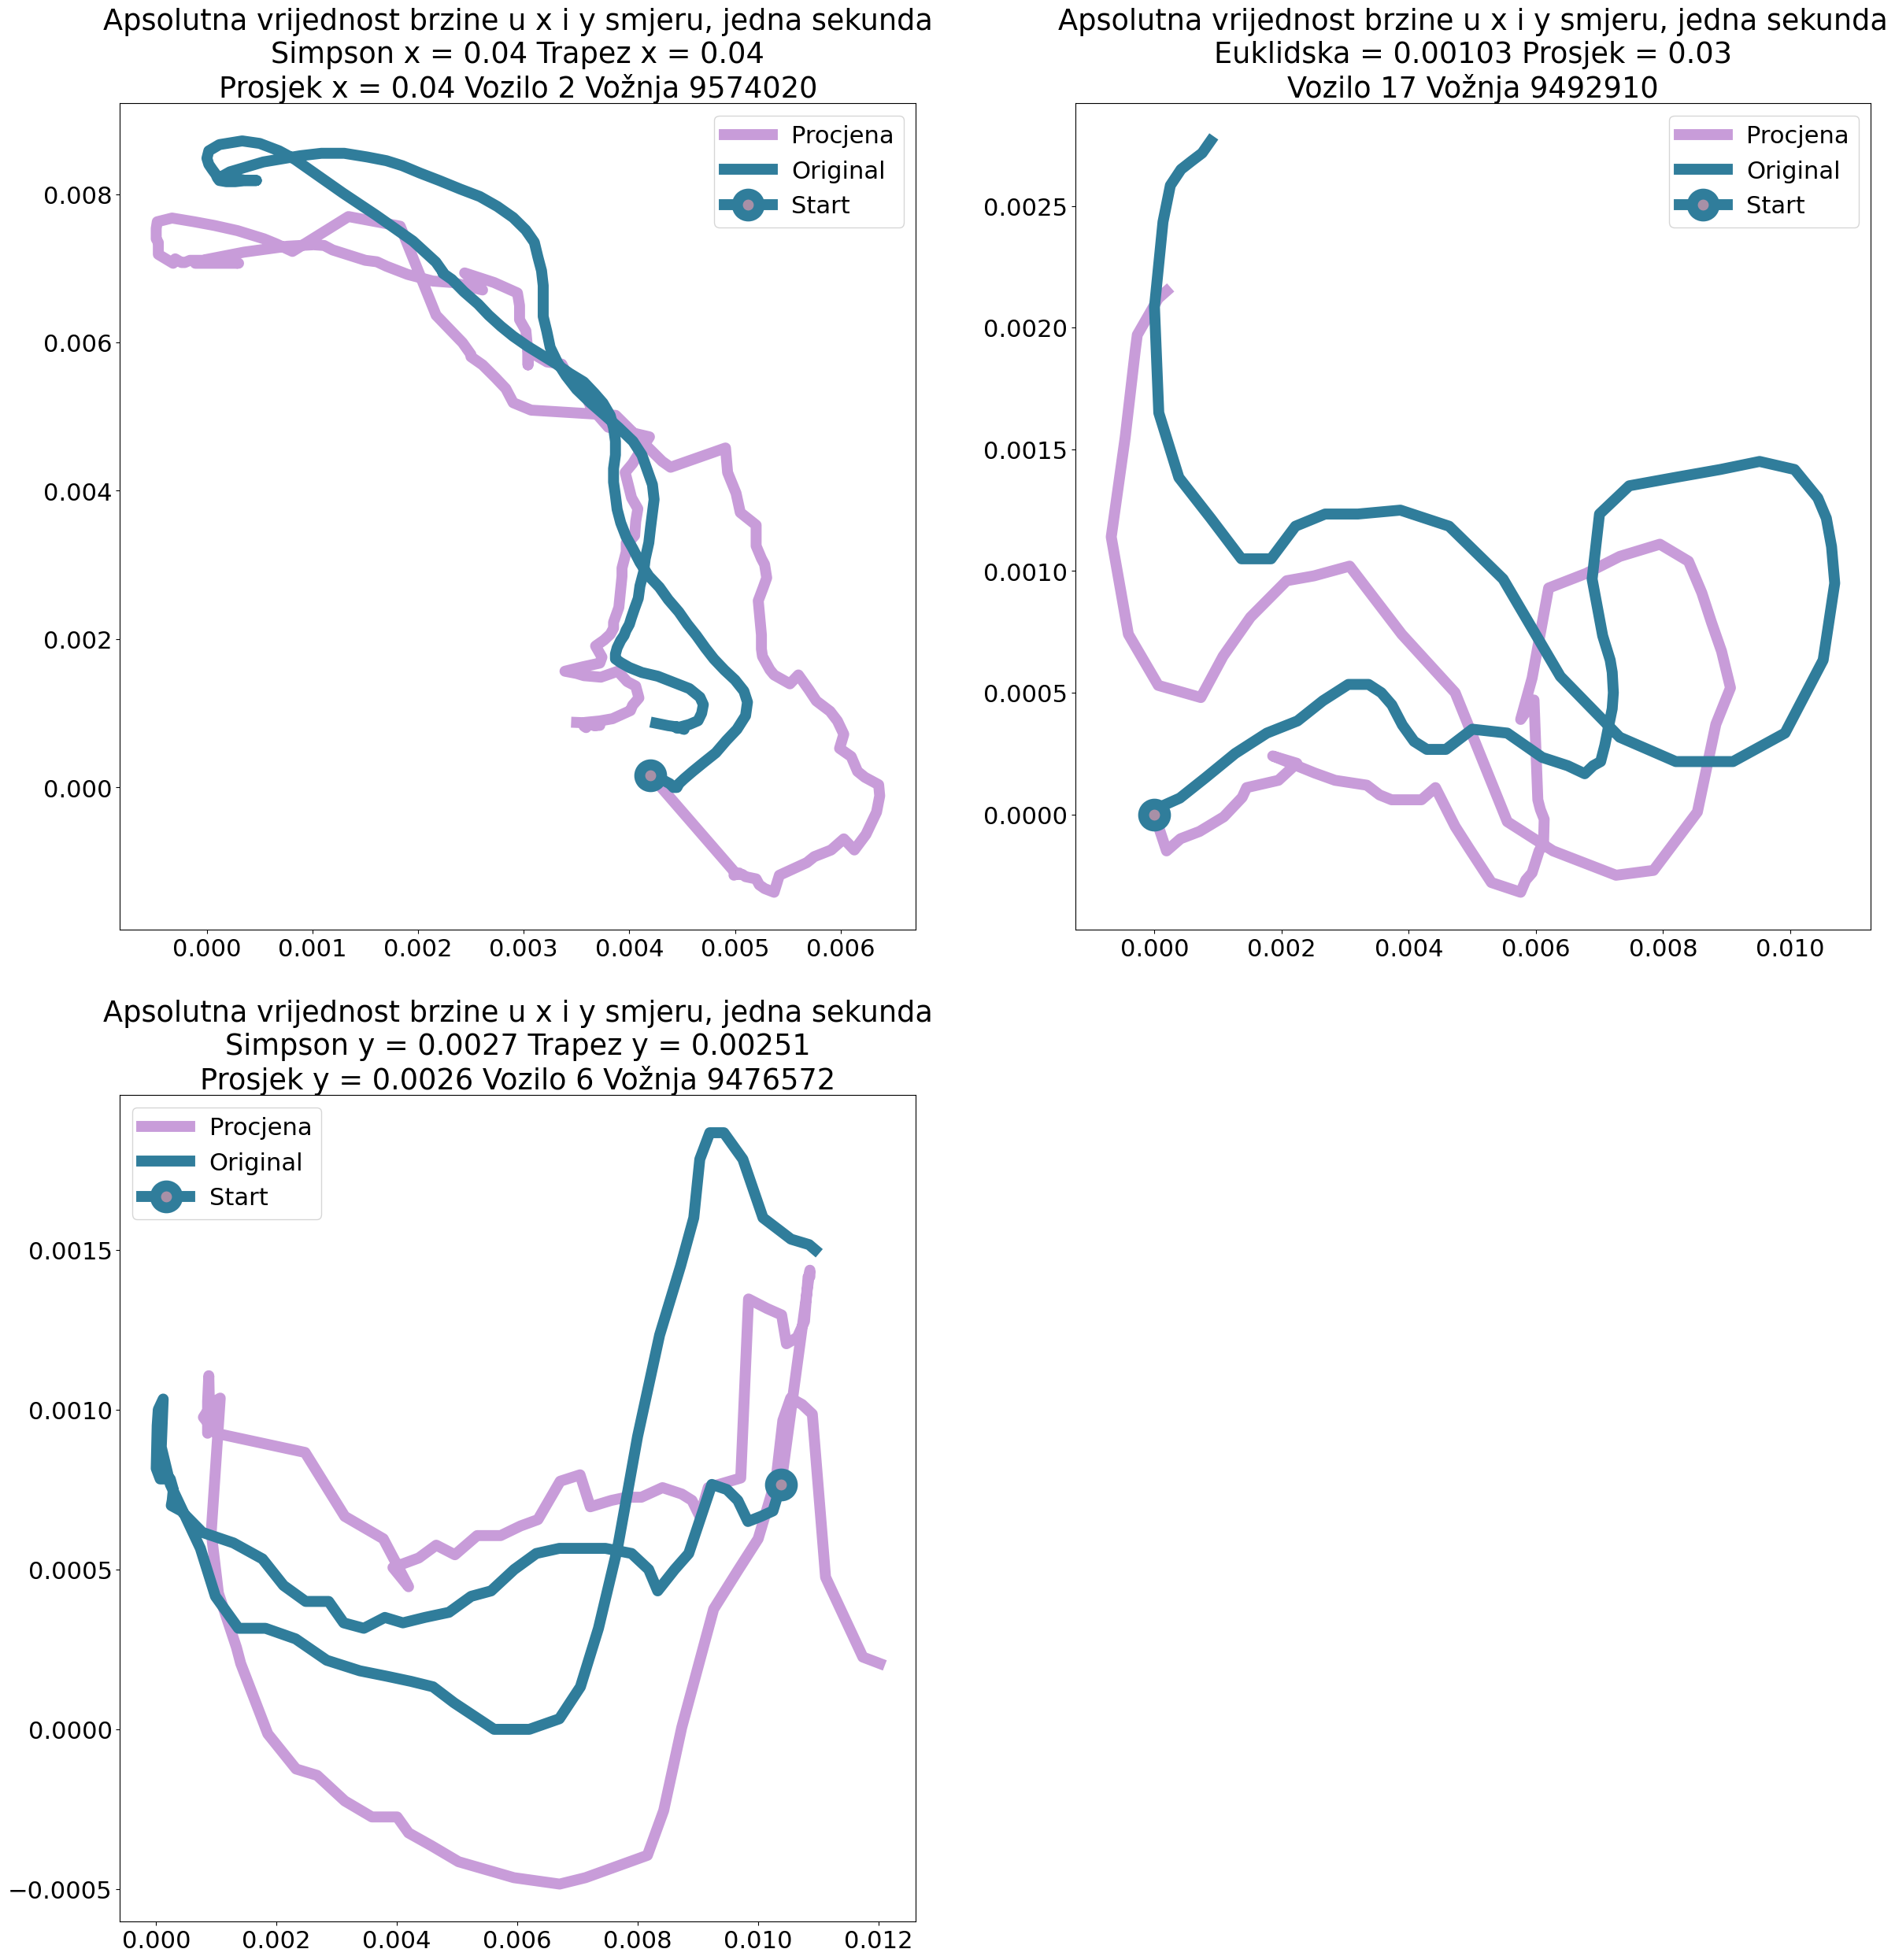 Apsolutna vrijednost brzine u x i y smjeru, jedna sekunda
Simpson x = 0.04 Trapez x = 0.04
Prosjek x = 0.04 Vozilo 2 Vožnja 9574020
Procjena
Original
Start
0.008
0.006
0.004
0.002
0.000
0.000 0.001 0.002 0.003 0.004 0.005 0.006
Apsolutna vrijednost brzine u x i y smjeru, jedna sekunda
Euklidska = 0.00103 Prosjek = 0.03
Vozilo 17 Vožnja 9492910
Procjena
Original
Start
0.0025
0.0020
0.0015
0.0010
0.0005
0.0000
0.000 0.002 0.004 0.006 0.008 0.010
Apsolutna vrijednost brzine u x i y smjeru, jedna sekunda
Simpson y = 0.0027 Trapez y = 0.00251
Prosjek y = 0.0026 Vozilo 6 Vožnja 9476572
Procjena
Original
Start
0.0015
0.0010
0.0005
0.0000
−0.0005
0.000 0.002 0.004 0.006 0.008 0.010 0.012